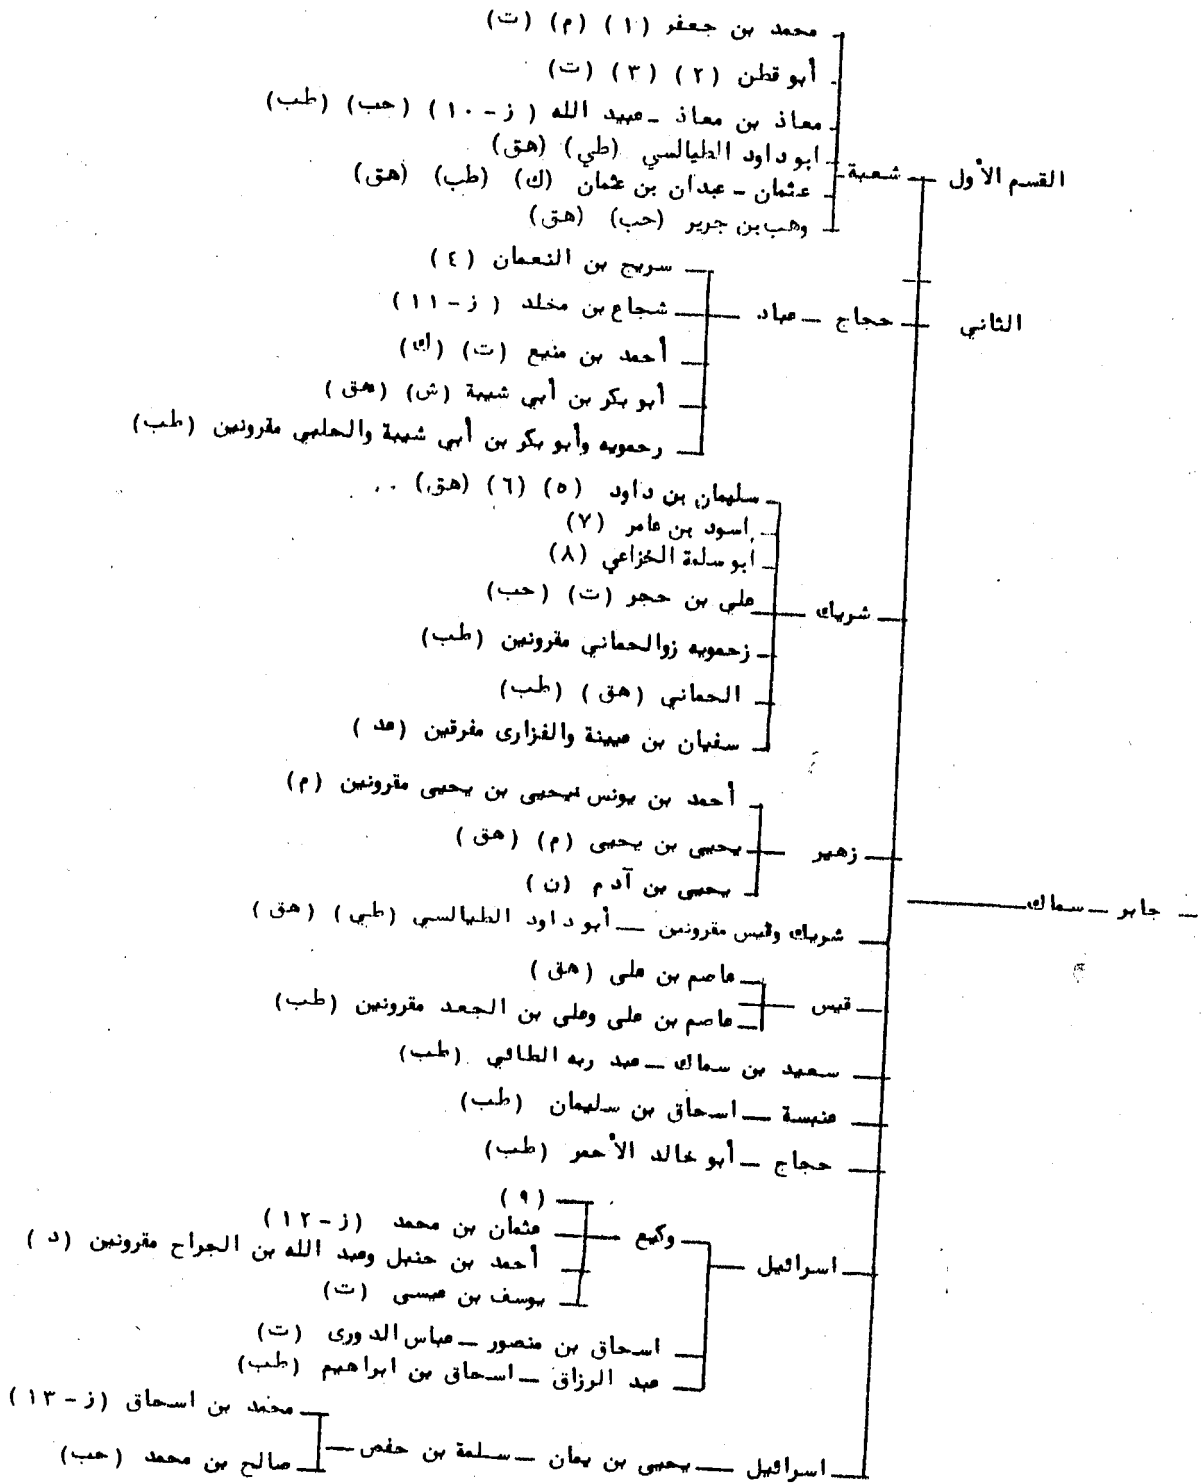 محمد بن جعفر (١) (م) (ت)
أبو قطن (٢) (٣) (ت)
معاذ بن معاذ - عبيد الله (ز - ١٠) (حب) (طب)
ابو داود الطيالسي (طي) (هق)
القسم الأول - شعبة
عثمان - عبدان بن عثمان (ك) (طب) (هق)
وهب بن جرير (حب) (هق)
سريج بن النعمان (٤)
الثاني - حجاج - عباد - شجاع بن مخلد (ز - ١١)
أحمد بن منيع (ت) (ك)
أبو بكر بن أبي شيبة (ش) (هق)
رحمويه وأبو بكر بن أبي شيبة والحلبي مقرونين (طب)
سليمان بن داود (٥) (٦) (هق)
اسود بن عامر (٧)
أبو سلمة الخزاعي (٨)
شريك - علي بن حجر (ت) (حب)
زحمويه زوالحماني مقرونين (طب)
الحماني (هق) (طب)
سفيان بن عيينة والفزارى مفرقين (عد)
أحمد بن يونس يحيى بن يحيى مقرونين (م)
زهير - يحيى بن يحيى (م) (هق)
يحيى بن آدم (ن)
- جابر - سماك
شريك وقيس مقرونين - أبو داود الطيالسي (طي) (هق)
عاصم بن على (هق)
قيس
عاصم بن على وعلى بن الجعد مقرونين (طب)
سعيد بن سماك - عبد ربه الطائي (طب)
عنبسة - اسحاق بن سليمان (طب)
حجاج - أبو خالد الأحمر (طب)
(٩)
وكيع - عثمان بن محمد (ز - ١٢)
اسرائيل - أحمد بن حنبل وعبد الله بن الجراح مقرونين (د)
يوسف بن عيسى (ت)
اسحاق بن منصور - عباس الدورى (ت)
عبد الرزاق - اسحاق بن ابراهيم (طب)
محمد بن اسحاق (ز - ١٣)
اسرائيل - يحيى بن يمان - سلمة بن حفص - صالح بن محمد (حب)